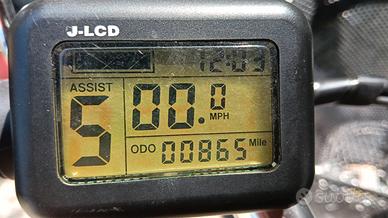 J-LCD
12:03
ASSIST
5
00.0
MPH
ODO 00865 Mile